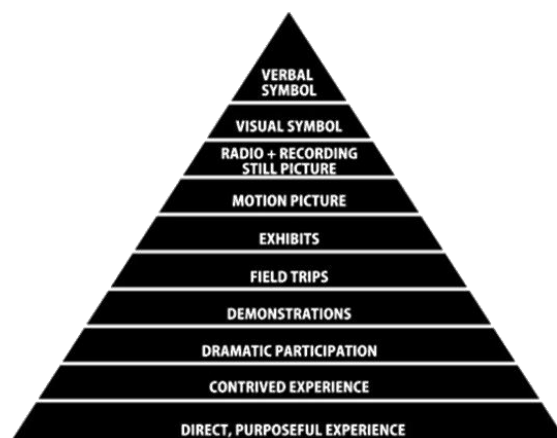 VERBAL
SYMBOL
VISUAL SYMBOL
RADIO + RECORDING
STILL PICTURE
MOTION PICTURE
EXHIBITS
FIELD TRIPS
DEMONSTRATIONS
DRAMATIC PARTICIPATION
CONTRIVED EXPERIENCE
DIRECT, PURPOSEFUL EXPERIENCE